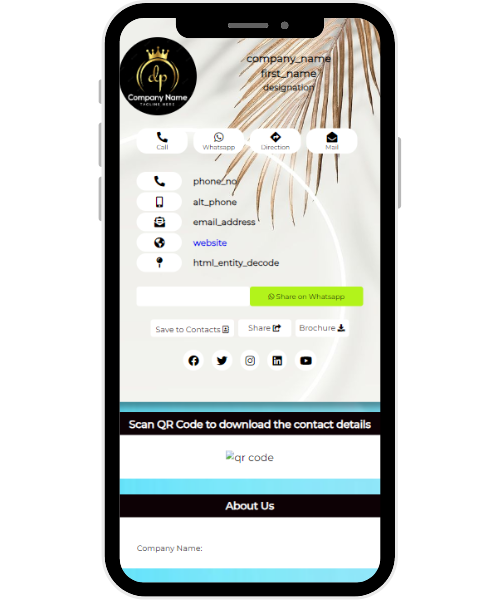 dp
Company Name
TAGLINE HERE
company_name
first_name
designation
Call Whatsapp Direction Mail
phone_no
alt_phone
email_address
website
html_entity_decode
Share on Whatsapp
Save to Contacts Share Brochure
Scan QR Code to download the contact details
qr code
About Us
Company Name: